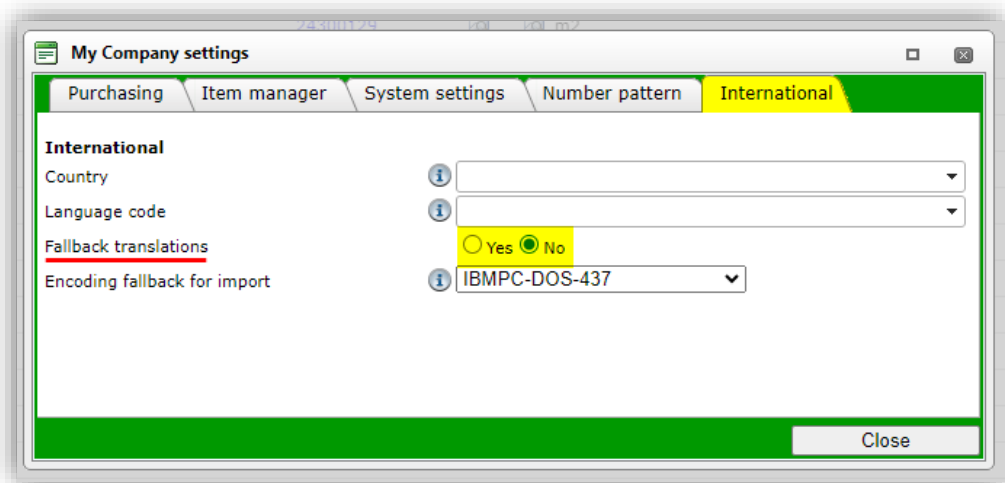 24300129
My Company settings
Purchasing Item manager System settings Number pattern International
International
Country
Language code
Fallback translations Yes No
Encoding fallback for import IBMPC-DOS-437
Close